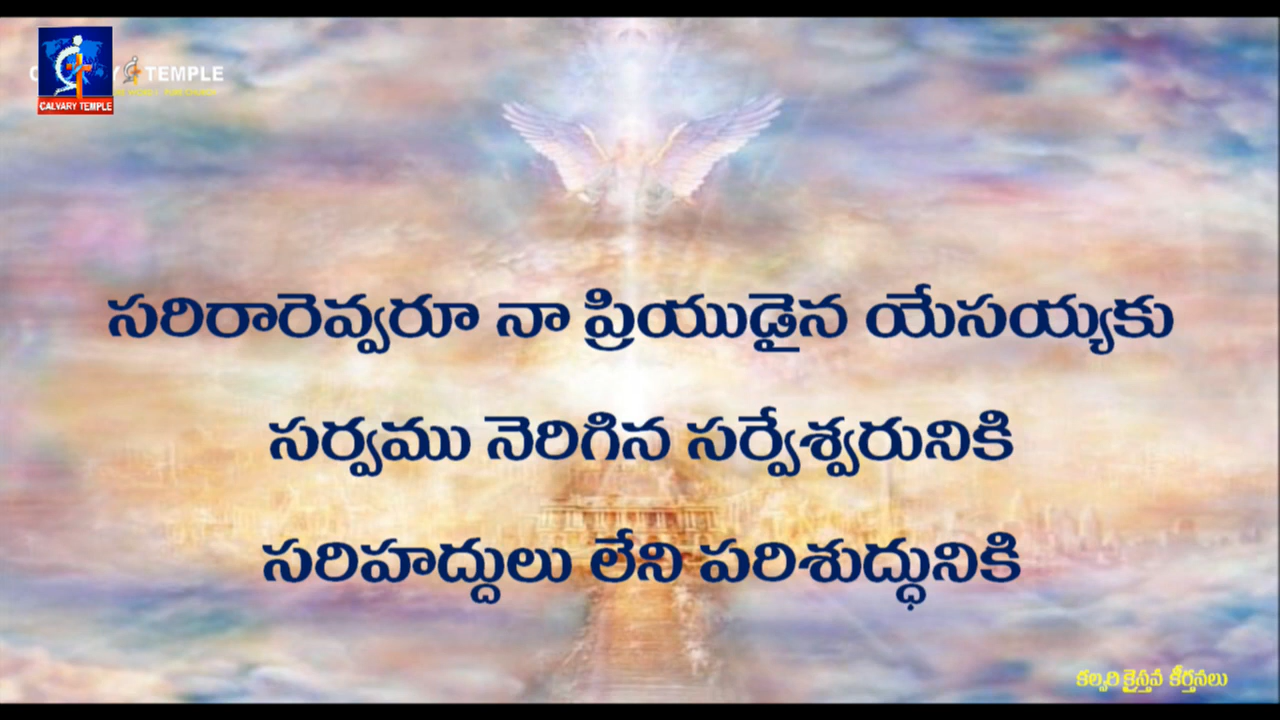 TEMPLE
CALVARY TEMPLE
సరిరారెవ్వరూ నా ప్రియుడైన యేసయ్యకు
సర్వము నెరిగిన సర్వేశ్వరునికి
సరిహద్దులు లేని పరిశుద్ధునికి
కల్వరి క్రైస్తవ కీర్తనలు